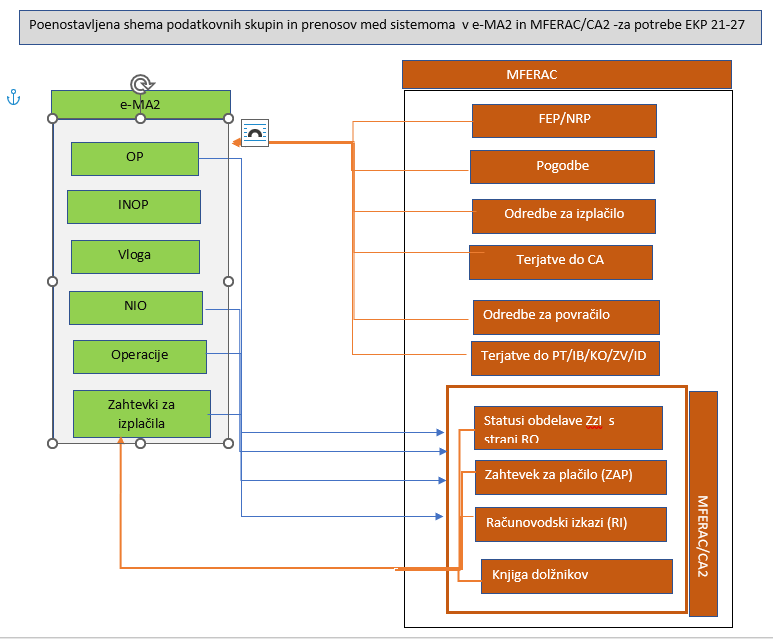 Poenostavljena shema podatkovnih skupin in prenosov med sistemoma v e-MA2 in MFERAC/CA2 -za potrebe EKP 21-27
MFERAC
e-MA2
OP
INOP
Vloga
NIO
Operacije
Zahtevki za
izplačila
FEP/NRP
Pogodbe
Odredbe za izplačilo
Terjatve do CA
Odredbe za povračilo
Terjatve do PT/IB/KO/ZV/ID
Statusi obdelave ZzI s
strani RO
Zahtevek za plačilo (ZAP)
Računovodski izkazi (RI)
Knjiga dolžnikov
MFERAC/CA2